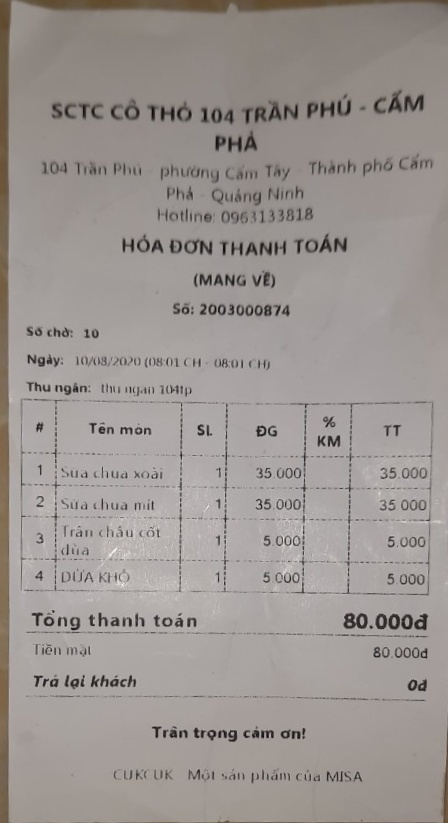 SCTC CÔ THỎ 104 TRẦN PHÚ - CẨM
PHẢ
104 Trần Phú - phường Cẩm Tây - Thành phố Cẩm
Phả - Quảng Ninh
Hotline: 0963133818
HÓA ĐƠN THANH TOÁN
(MANG VỀ)
Số: 2003000874
Số chờ: 10
Ngày: 10/08/2020 (08:01 CH - 08:01 CH)
Thu ngân: thu ngan 104tp
# Tên món SL ĐG % KM TT
1 Sữa chua xoài 1 35.000 35.000
2 Sữa chua mít 1 35.000 35.000
3 Trân châu cốt dừa 1 5.000 5.000
4 DỪA KHÔ 1 5.000 5.000
Tổng thanh toán 80.000đ
Tiền mặt 80.000đ
Trả lại khách 0đ
Trân trọng cảm ơn!
CUKCUK - Một sản phẩm của MISA